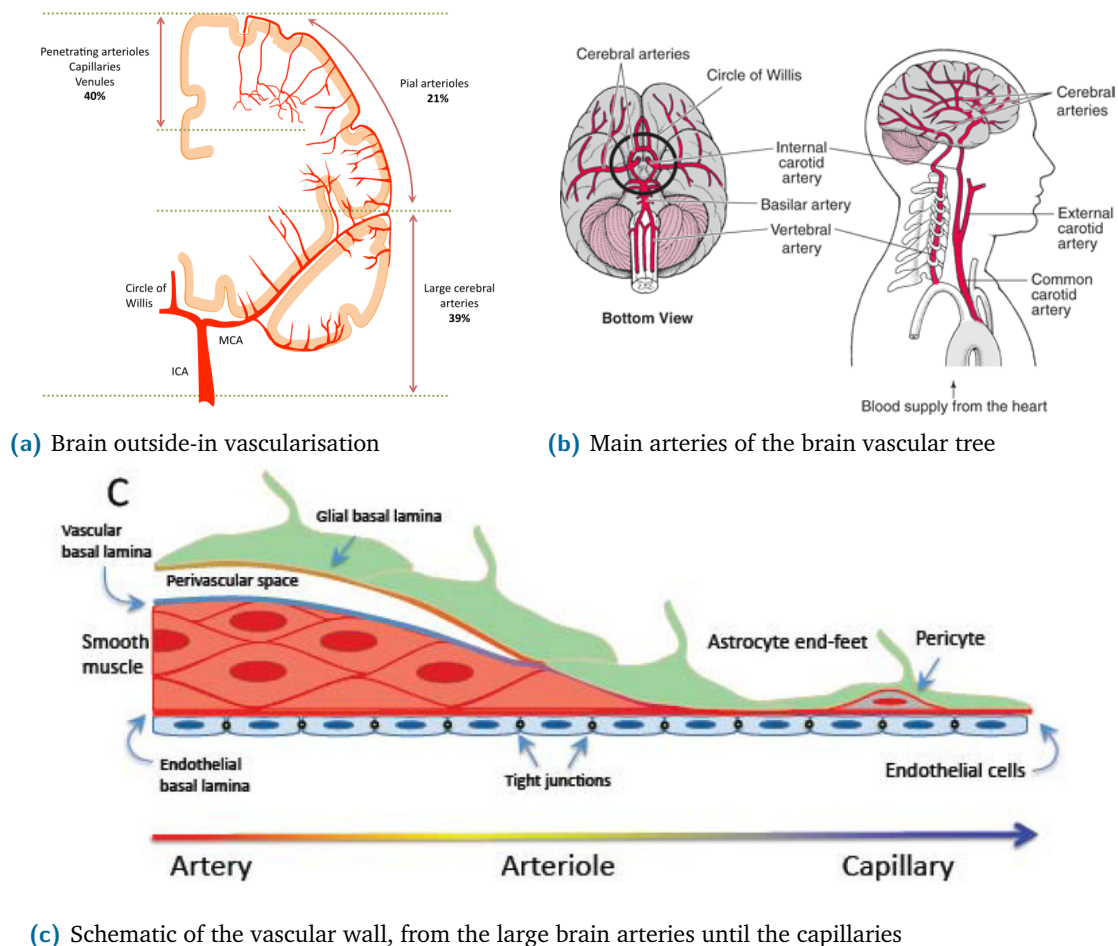 Penetrating arterioles
Capillaries
Venules
40%
Pial arterioles
21%
Circle of
Willis
MCA
ICA
Large cerebral
arteries
39%
(a) Brain outside-in vascularisation
Cerebral arteries
Circle of Willis
Internal
carotid
artery
Basilar artery
Vertebral
artery
Bottom View
Cerebral
arteries
External
carotid
artery
Common
carotid
artery
Blood supply from the heart
(b) Main arteries of the brain vascular tree
C
Vascular
basal lamina
Glial basal lamina
Perivascular space
Smooth
muscle
Astrocyte end-feet
Pericyte
Endothelial
basal lamina
Tight junctions
Endothelial cells
Artery
Arteriole
Capillary
(c) Schematic of the vascular wall, from the large brain arteries until the capillaries